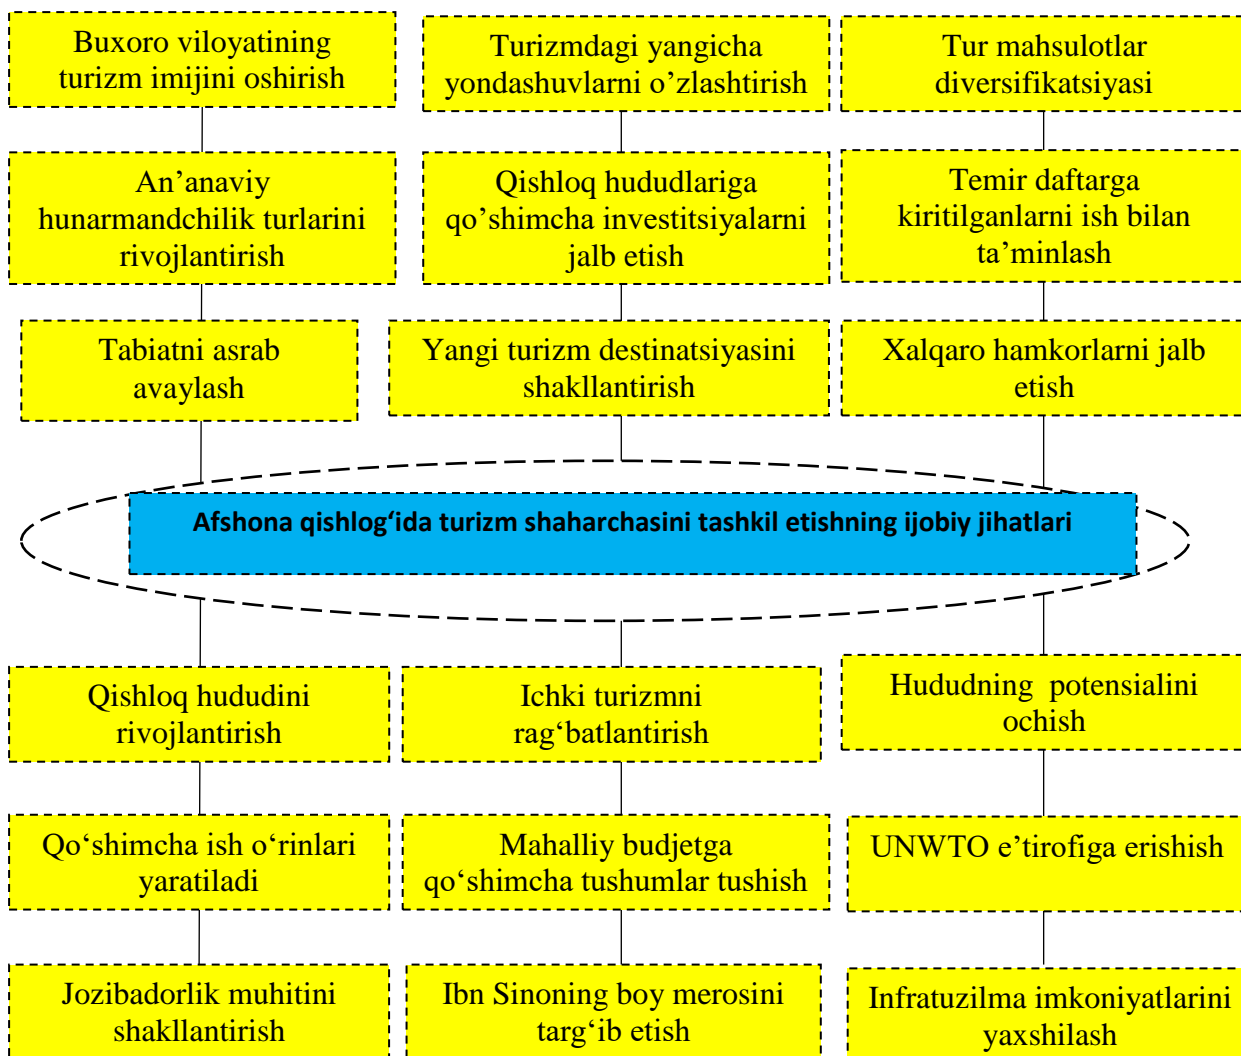 Buxoro viloyatining
turizm imijini oshirish
Turizmdagi yangicha
yondashuvlarni o’zlashtirish
Tur mahsulotlar
diversifikatsiyasi
An’anaviy
hunarmandchilik turlarini
rivojlantirish
Qishloq hududlariga
qo’shimcha investitsiyalarni
jalb etish
Temir daftarga
kiritilganlarni ish bilan
ta’minlash
Tabiatni asrab
avaylash
Yangi turizm destinatsiyasini
shakllantirish
Xalqaro hamkorlarni jalb
etish
Afshona qishlog‘ida turizm shaharchasini tashkil etishning ijobiy jihatlari
Qishloq hududini
rivojlantirish
Ichki turizmni
rag‘batlantirish
Hududning potensialini
ochish
Qo‘shimcha ish o‘rinlari
yaratiladi
Mahalliy budjetga
qo‘shimcha tushumlar tushish
UNWTO e’tirofiga erishish
Jozibadorlik muhitini
shakllantirish
Ibn Sinoning boy merosini
targ‘ib etish
Infratuzilma imkoniyatlarini
yaxshilash